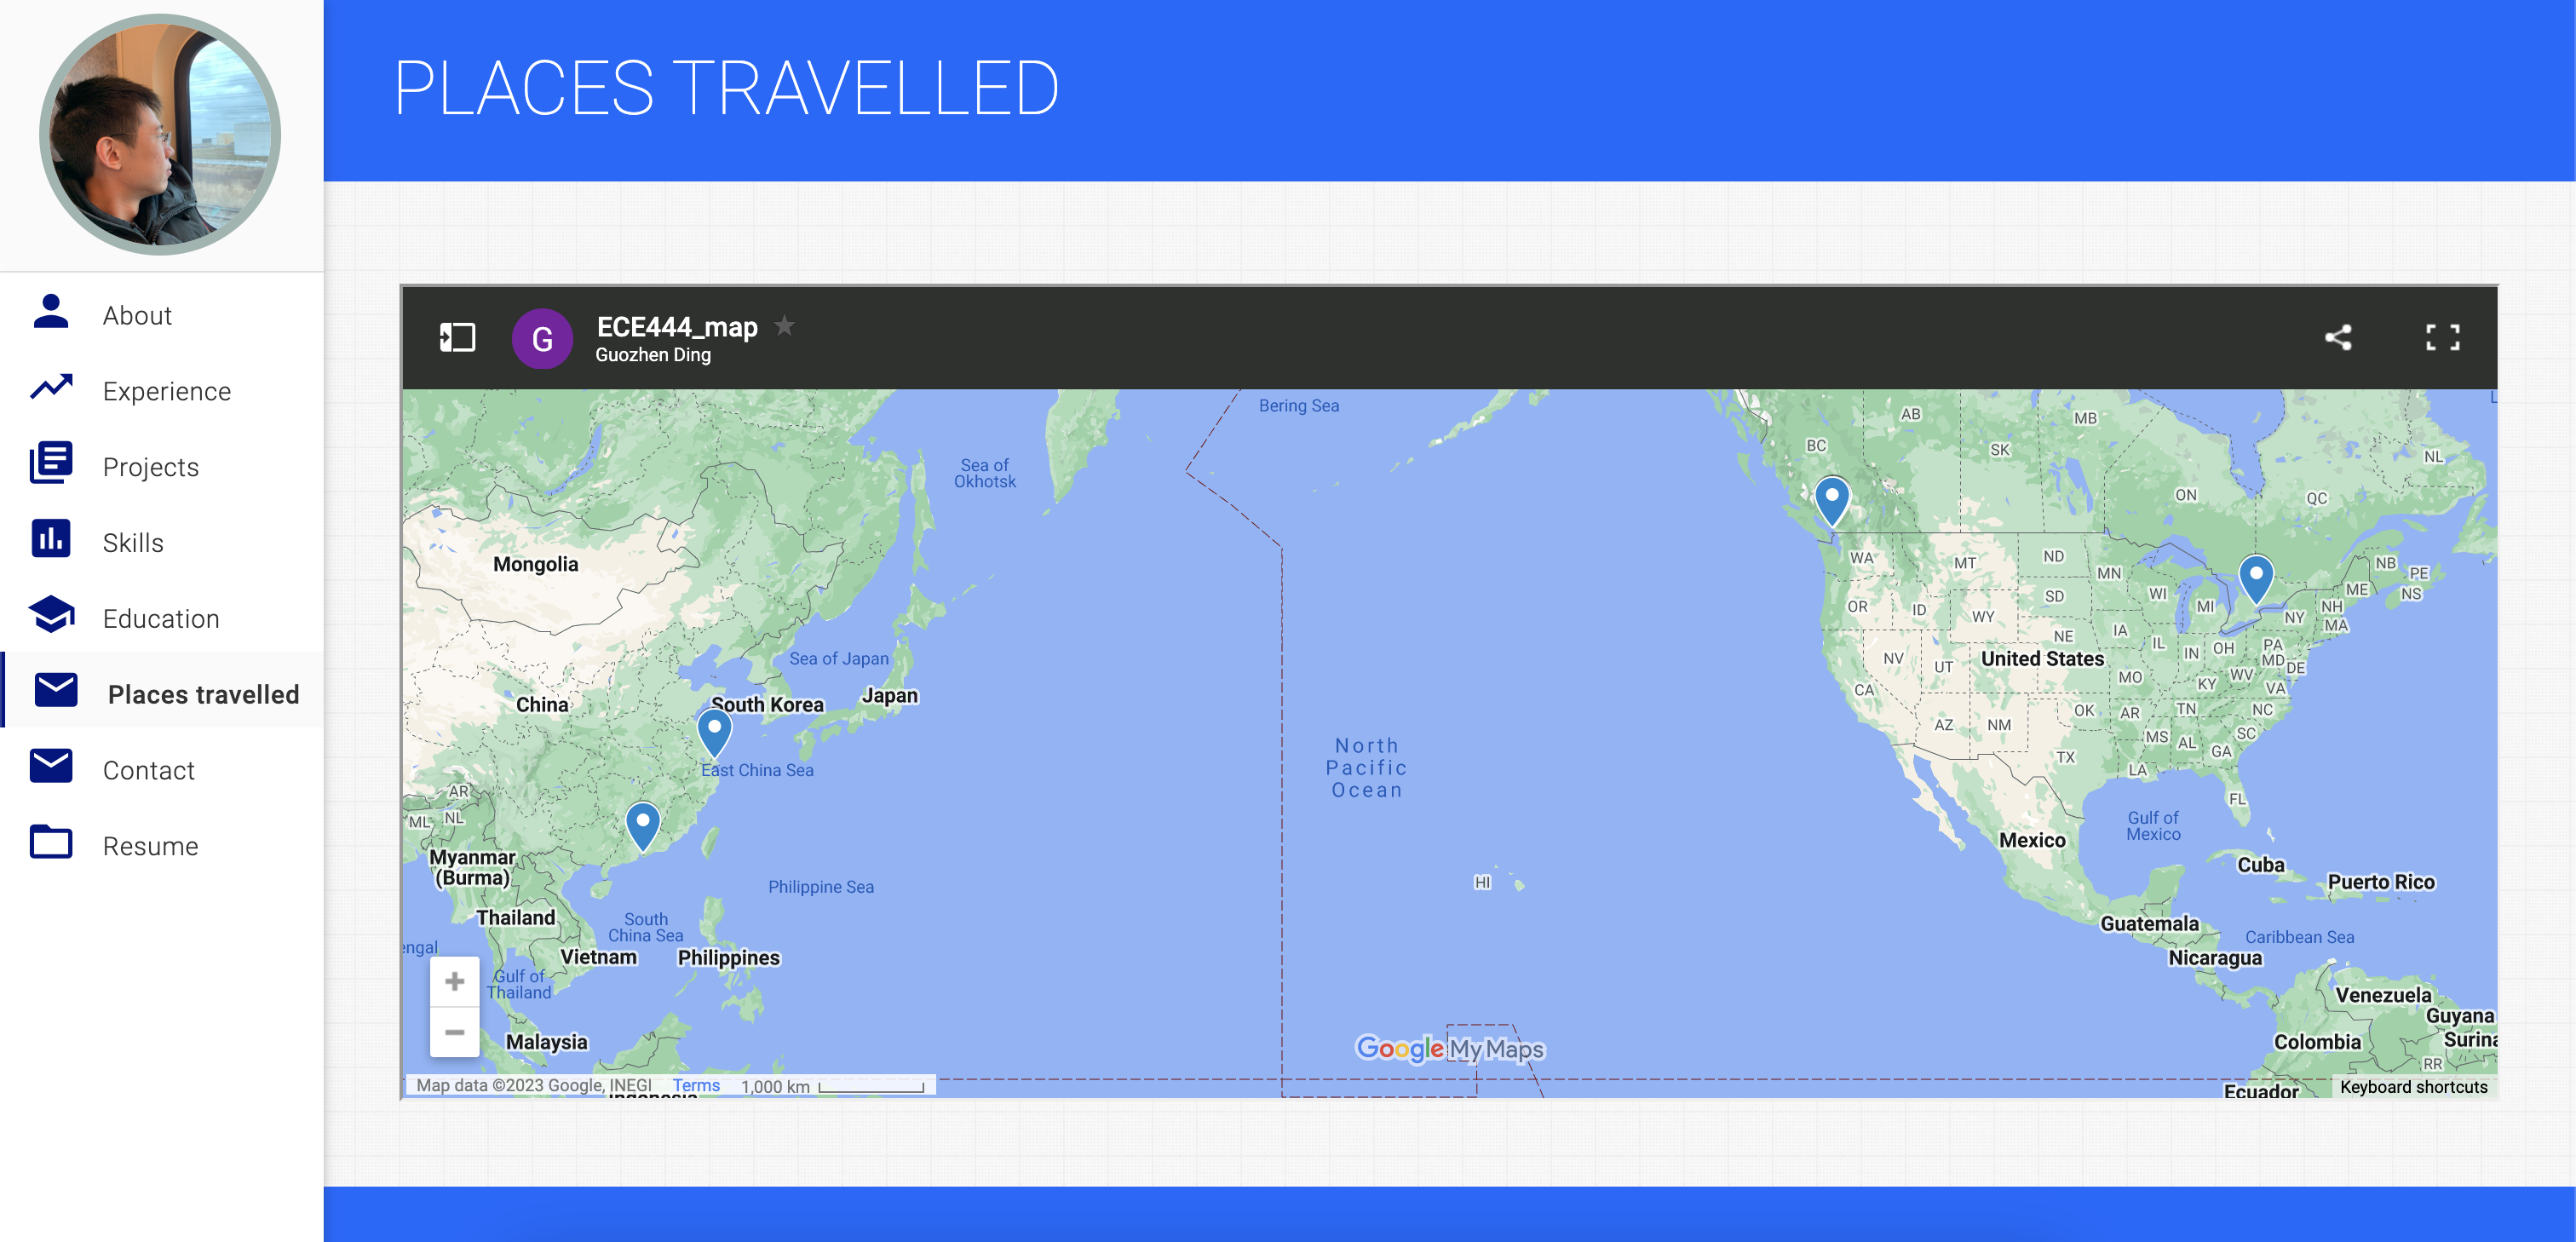 PLACES TRAVELLED
About
Experience
Projects
Skills
Education
Places travelled
Contact
Resume
G
ECE444_map
Guozhen Ding
Bering Sea
Sea of
Okhotsk
Mongolia
Sea of Japan
China
South Korea
Japan
East China Sea
AR
ML
NL
Myanmar
(Burma)
Philippine Sea
Thailand
South
China Sea
Vietnam
Philippines
engal
Gulf of
Thailand
Malaysia
Indonesia
North
Pacific
Ocean
HI
AB
MB
BC
SK
NL
ON
QC
WA
MT
ND
MN
NB
PE
OR
ID
WY
SD
WI
MI
ME
NS
NH
NY
MA
NE
IA
IL
IN
OH
PA
MD
DE
NV
UT
United States
CA
MO
KY
WV
VA
AZ
NM
OK
AR
TN
NC
MS
AL
GA
SC
TX
LA
FL
Gulf of
Mexico
Mexico
Cuba
Puerto Rico
Guatemala
Caribbean Sea
Nicaragua
Venezuela
Guyana
Colombia
Surina
RR
Ecuador
+
−
Google My Maps
Map data ©2023 Google, INEGI Terms 1,000 km
Keyboard shortcuts